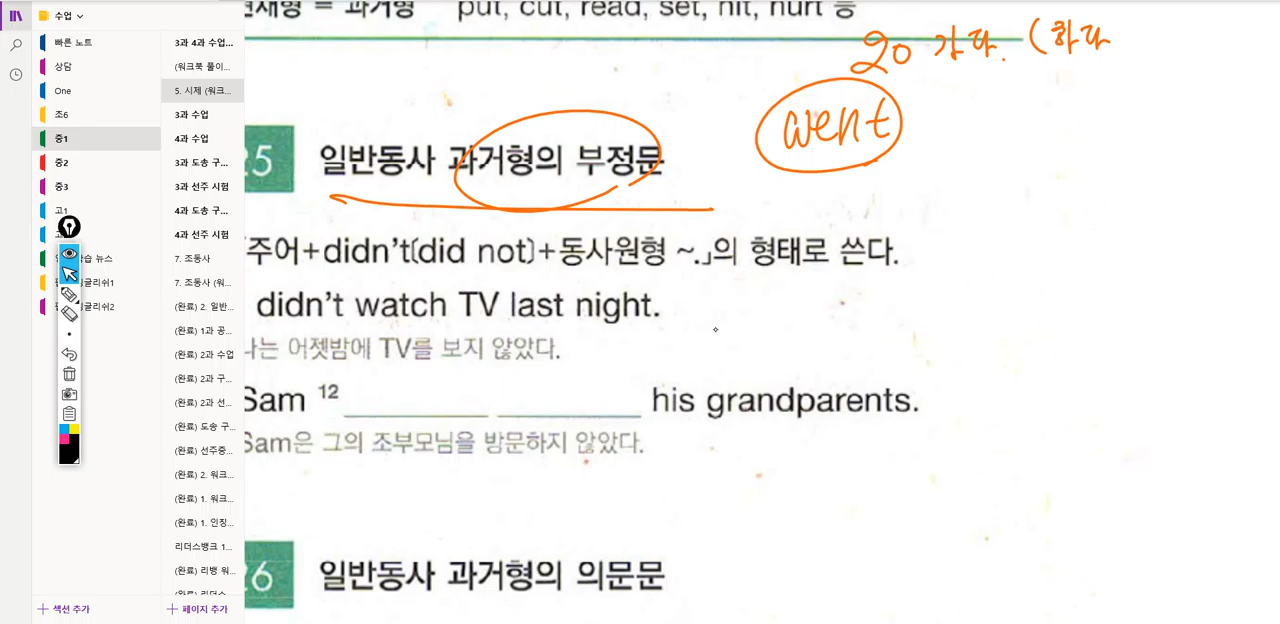 수업
빠른 노트
상담
One
초6
중1
중2
중3
고1
습 뉴스
글리쉬1
글리쉬2
섹션 추가
3과 4과 수업...
(워크북 풀이...
5. 시제 (워크...
3과 수업
4과 수업
3과 도송 구...
3과 선주 시험
4과 도송 구...
4과 선주 시험
7. 조동사
7. 조동사 (워...
(완료) 2. 일반...
(완료) 1과 공...
(완료) 2과 수업
(완료) 2과 구...
(완료) 2과 선...
(완료) 도송 구...
(완료) 선주중...
(완료) 2. 워크...
(완료) 1. 워크...
(완료) 1. 인칭...
리더스뱅크 1...
(완료) 리뱅 워...
페이지 추가
현재형 = 과거형 put, cut, read, set, hit, hurt 등
go 가다. (하다
went
25 일반동사 과거형의 부정문
「주어+didn't(did not)+동사원형 ~.」의 형태로 쓴다.
didn't watch TV last night.
나는 어젯밤에 TV를 보지 않았다.
Sam 12 his grandparents.
Sam은 그의 조부모님을 방문하지 않았다.
26 일반동사 과거형의 의문문